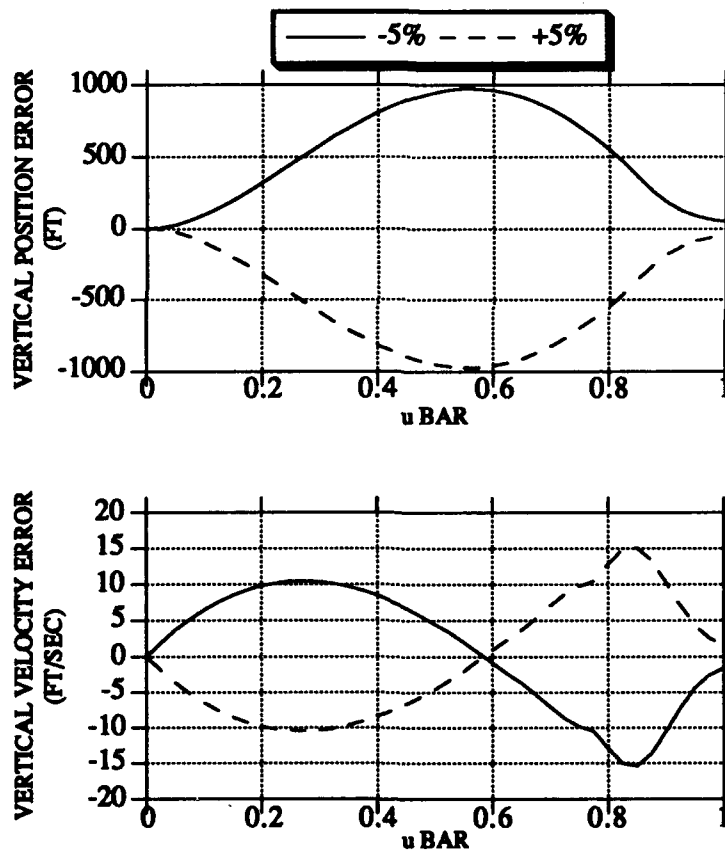 -5% +5%
VERTICAL POSITION ERROR
(FT)
1000
500
0
-500
-1000
0 0.2 0.4 0.6 0.8 1
u BAR
VERTICAL VELOCITY ERROR
(FT/SEC)
20
15
10
5
0
-5
-10
-15
-20
0 0.2 0.4 0.6 0.8 1
u BAR